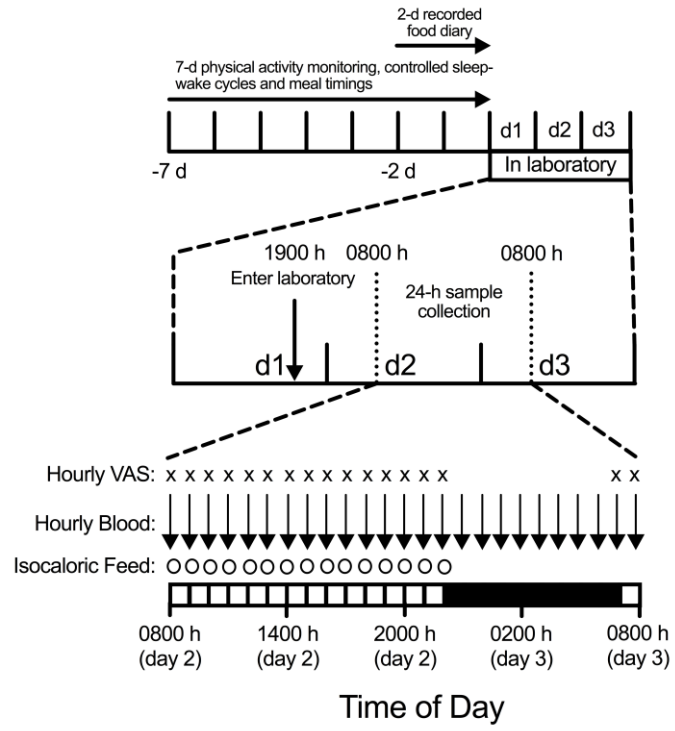 2-d recorded
food diary
7-d physical activity monitoring, controlled sleep-
wake cycles and meal timings
d1 d2 d3
-7 d -2 d In laboratory
1900 h 0800 h 0800 h
Enter laboratory
24-h sample
collection
d1 d2 d3
Hourly VAS: x x x x x x x x x x x x x x x x x
Hourly Blood:
Isocaloric Feed:
0800 h 1400 h 2000 h 0200 h 0800 h
(day 2) (day 2) (day 2) (day 3) (day 3)
Time of Day